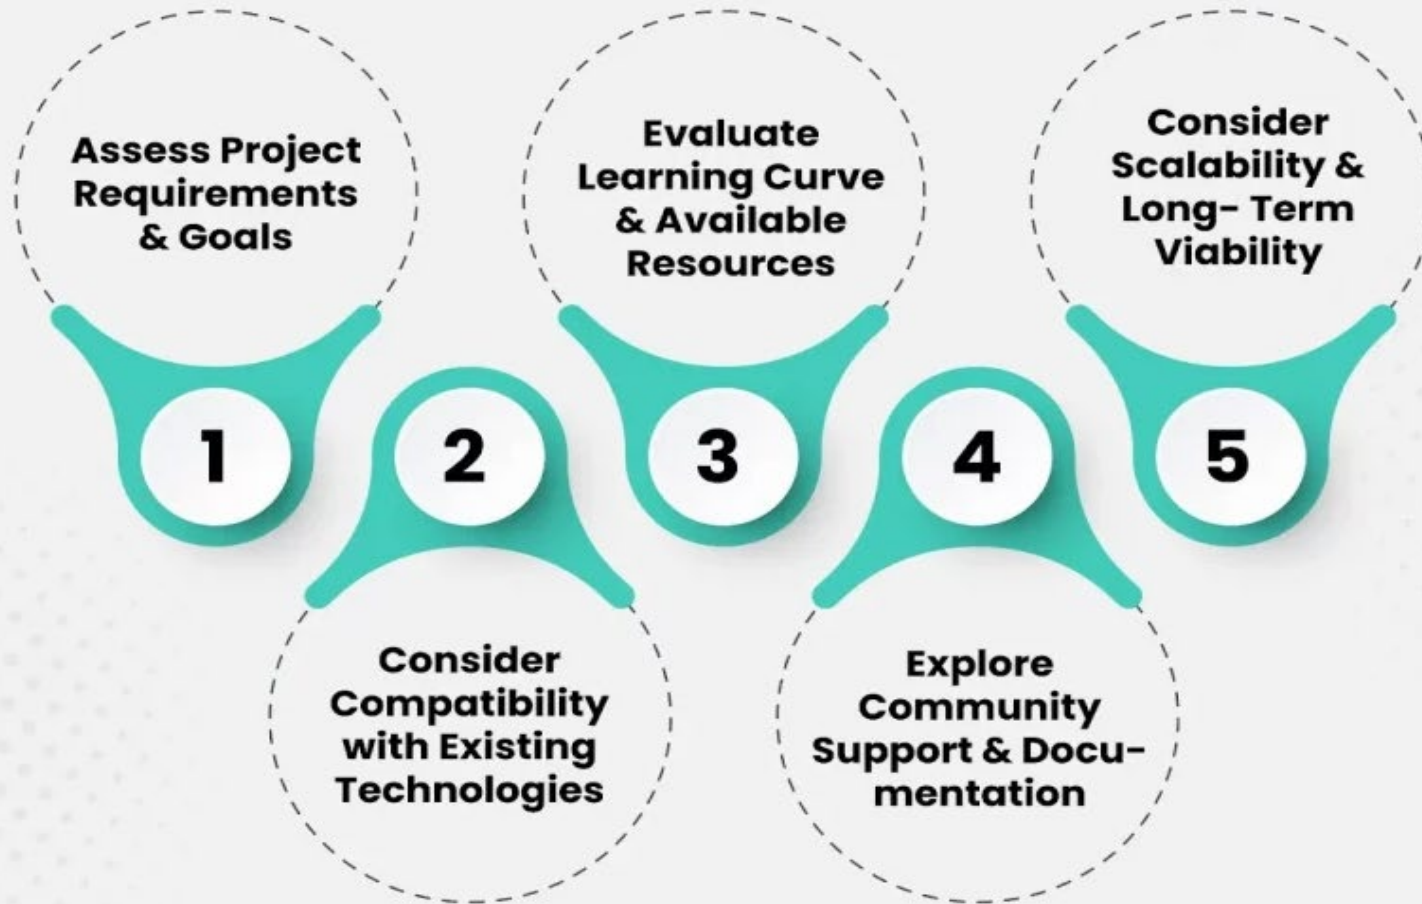 Assess Project
Requirements
& Goals
1
Consider
Compatibility
with Existing
Technologies
2
Evaluate
Learning Curve
& Available
Resources
3
Explore
Community
Support & Docu-
mentation
4
Consider
Scalability &
Long- Term
Viability
5